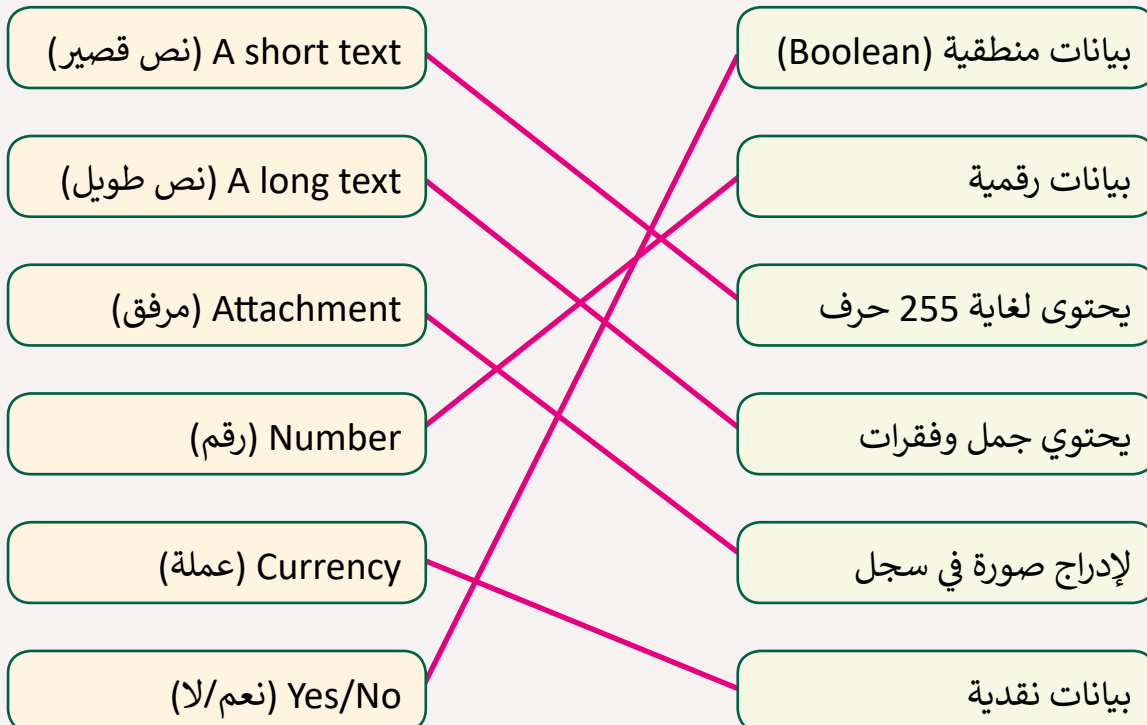 بيانات منطقية (Boolean)
A short text (نص قصير)
بيانات رقمية
A long text (نص طويل)
يحتوى لغاية 255 حرف
Attachment (مرفق)
يحتوي جمل وفقرات
Number (رقم)
لإدراج صورة في سجل
Currency (عملة)
بيانات نقدية
Yes/No (نعم/لا)